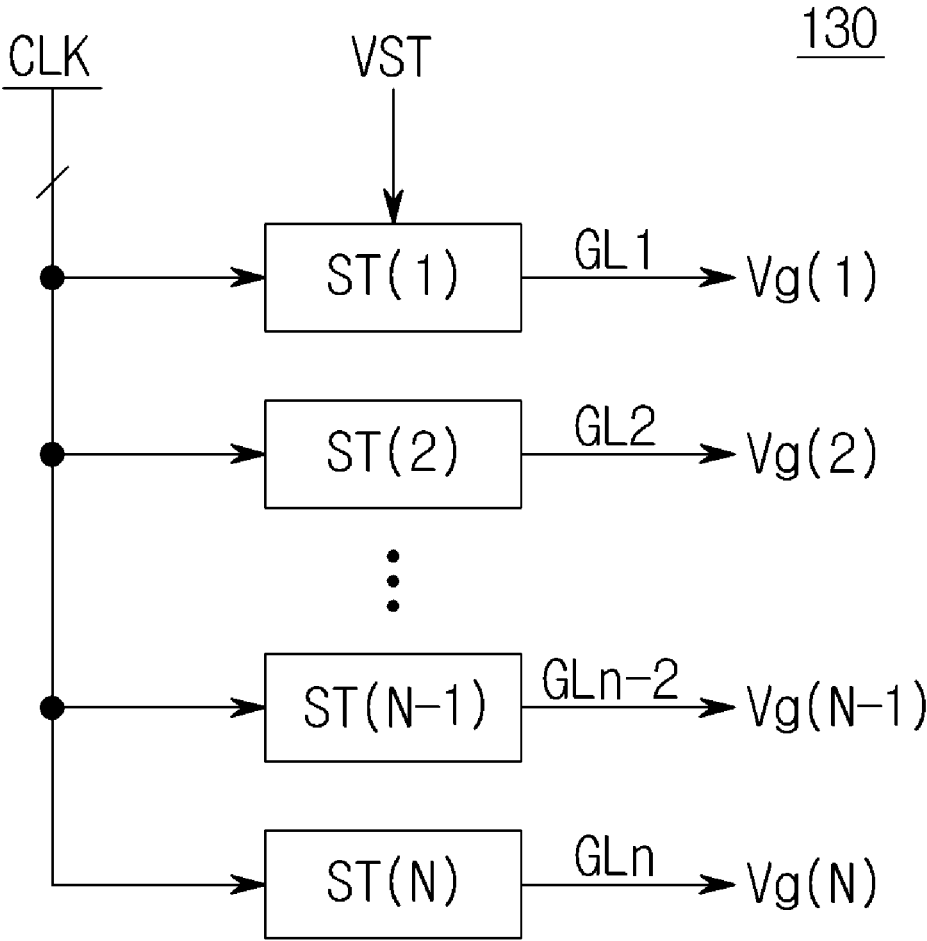 130
CLK
VST
ST(1)
GL1
Vg(1)
ST(2)
GL2
Vg(2)
ST(N-1)
GLn-2
Vg(N-1)
ST(N)
GLn
Vg(N)